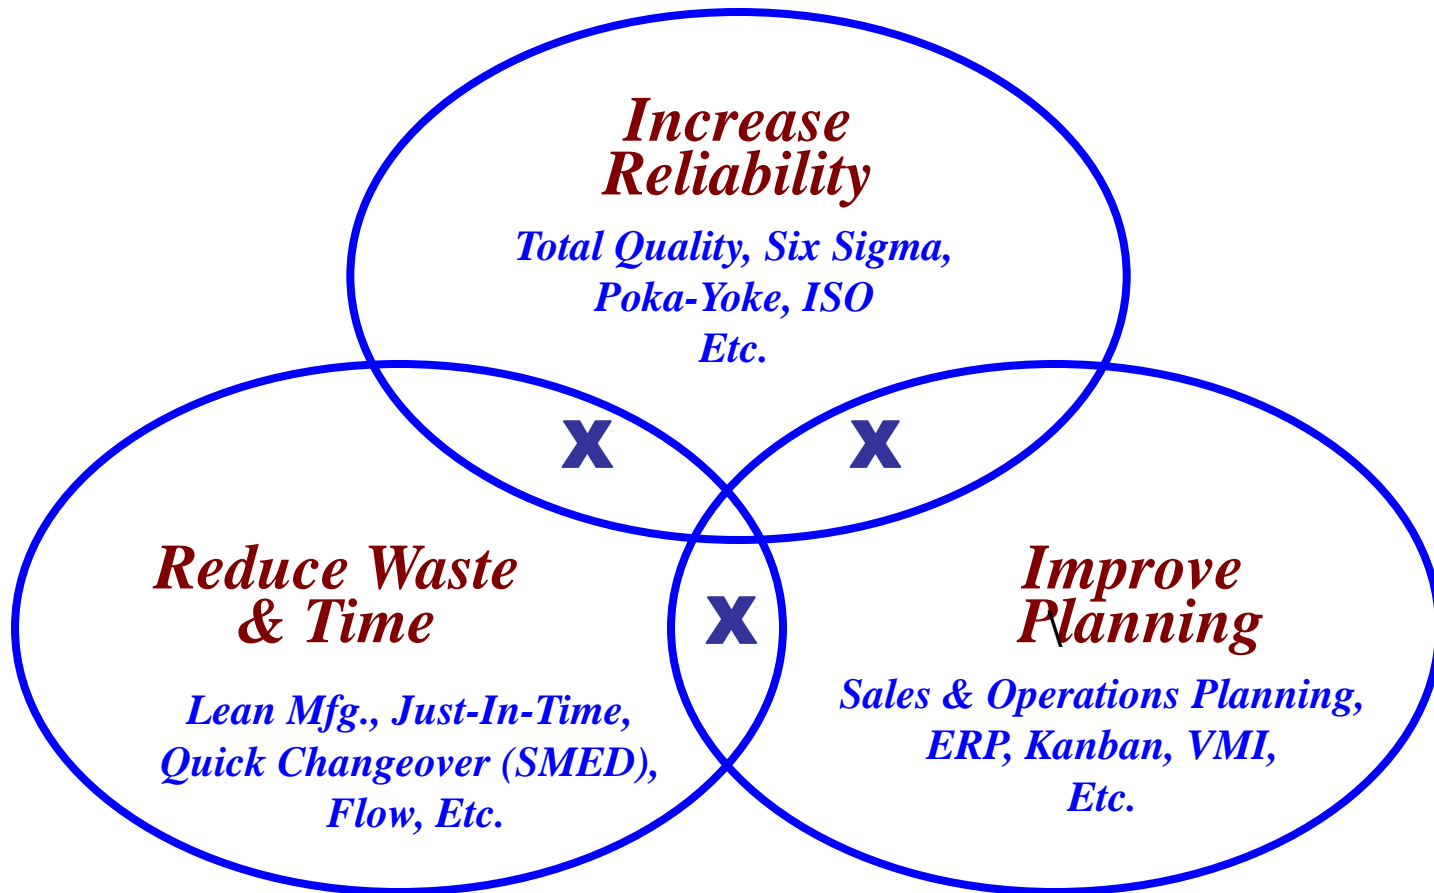 Increase
Reliability
Total Quality, Six Sigma,
Poka-Yoke, ISO
Etc.
X
X
Reduce Waste
& Time
Lean Mfg., Just-In-Time,
Quick Changeover (SMED),
Flow, Etc.
X
Improve
Planning
\
Sales & Operations Planning,
ERP, Kanban, VMI,
Etc.